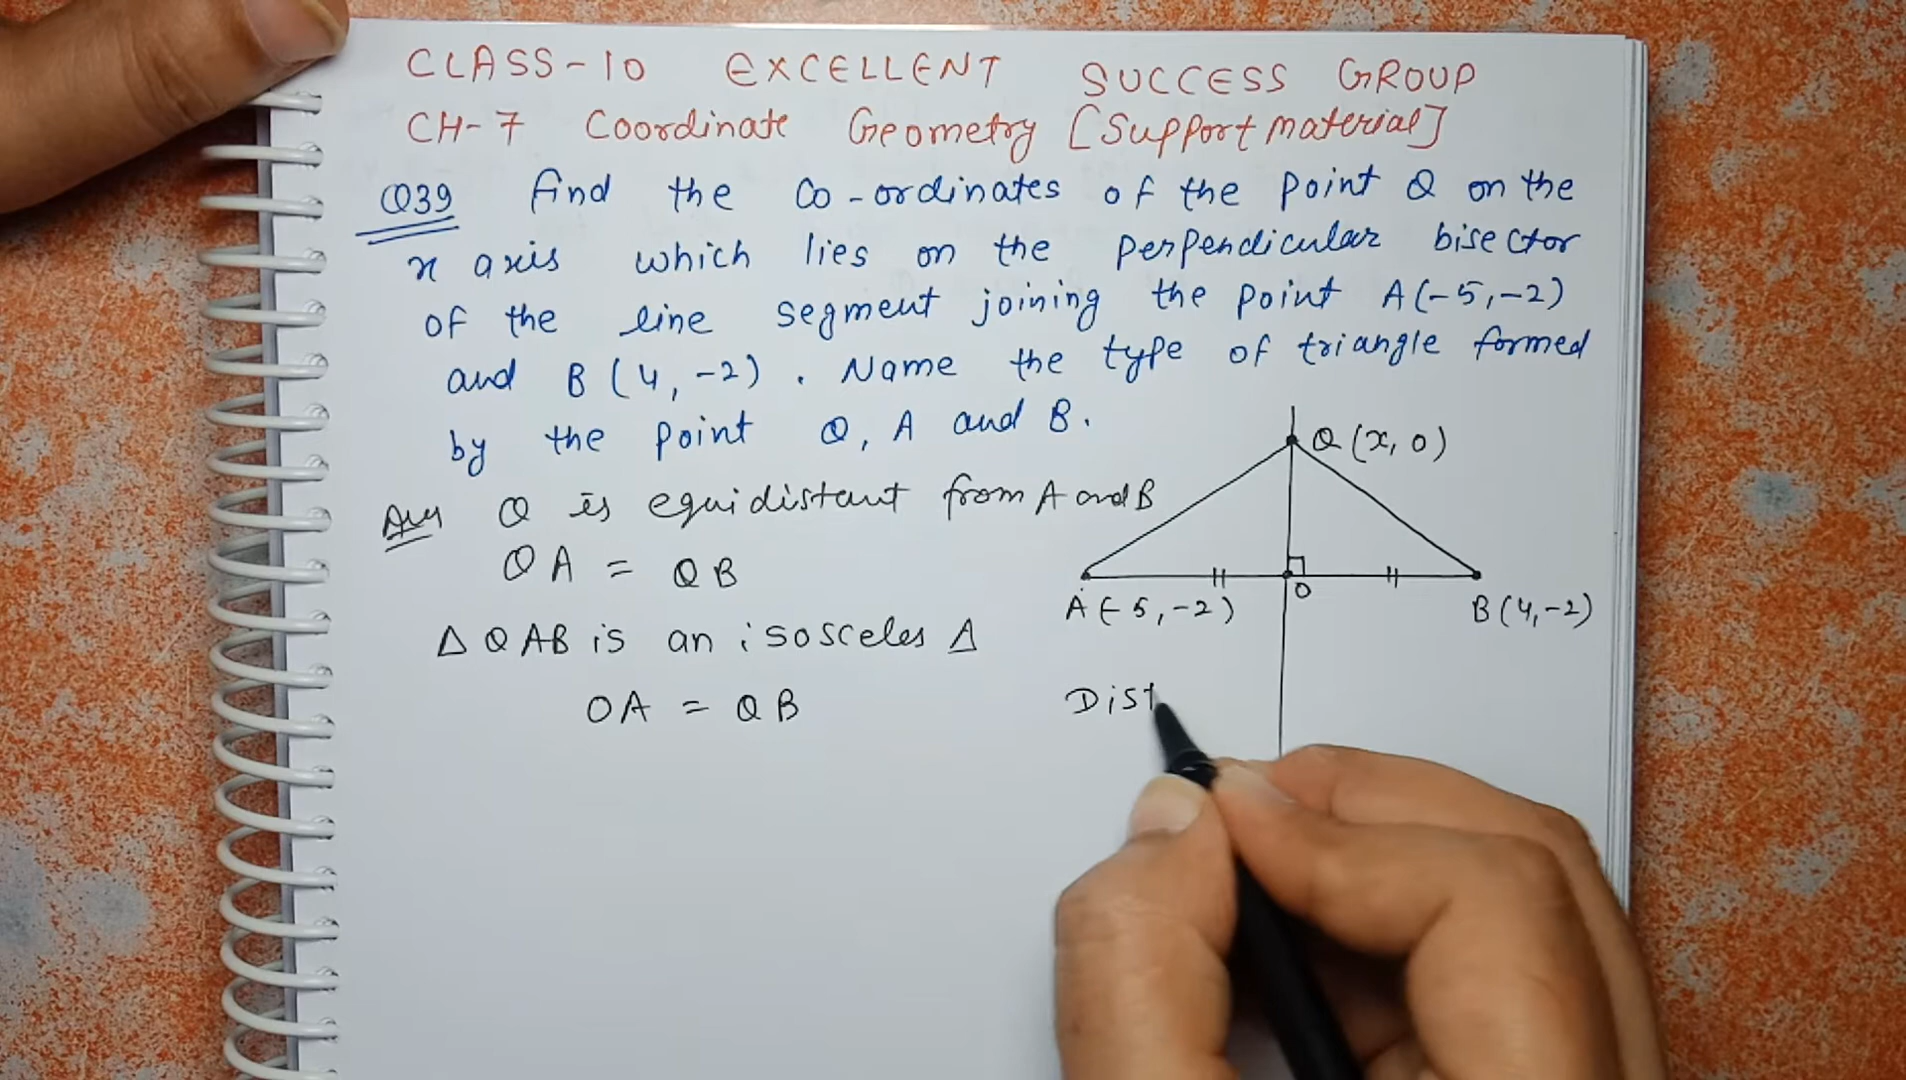 CLASS-10 EXCELLENT SUCCESS GROUP
CH-7 Coordinate Geometry [Support material]
Q39 find the Co-ordinates of the Point Q on the
x axis which lies on the perpendicular bisector
of the line segment joining the point A(-5,-2)
and B(4,-2). Name the type of triangle formed
by the point Q, A and B.
Q(x, 0)
Ans Q is equidistant from A and B
QA = QB
O
A(-5,-2)
B(4,-2)
Δ QAB is an isosceles Δ
QA = QB
Dist